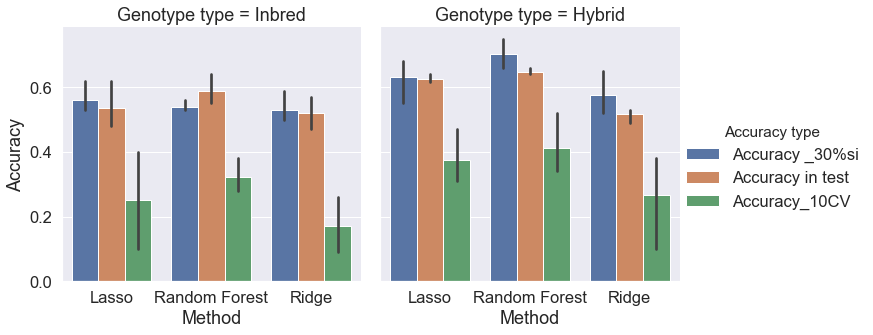 Genotype type = Inbred
Genotype type = Hybrid
Accuracy
0.6
0.4
0.2
0.0
Lasso Random Forest Ridge
Method
Lasso Random Forest Ridge
Method
Accuracy type
Accuracy _30%si
Accuracy in test
Accuracy_10CV